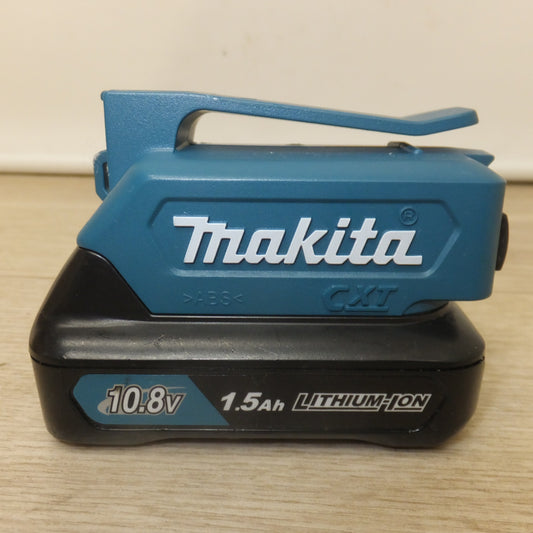 makita®
>ABS<
CXT
10.8V 1.5Ah LITHIUM-ION